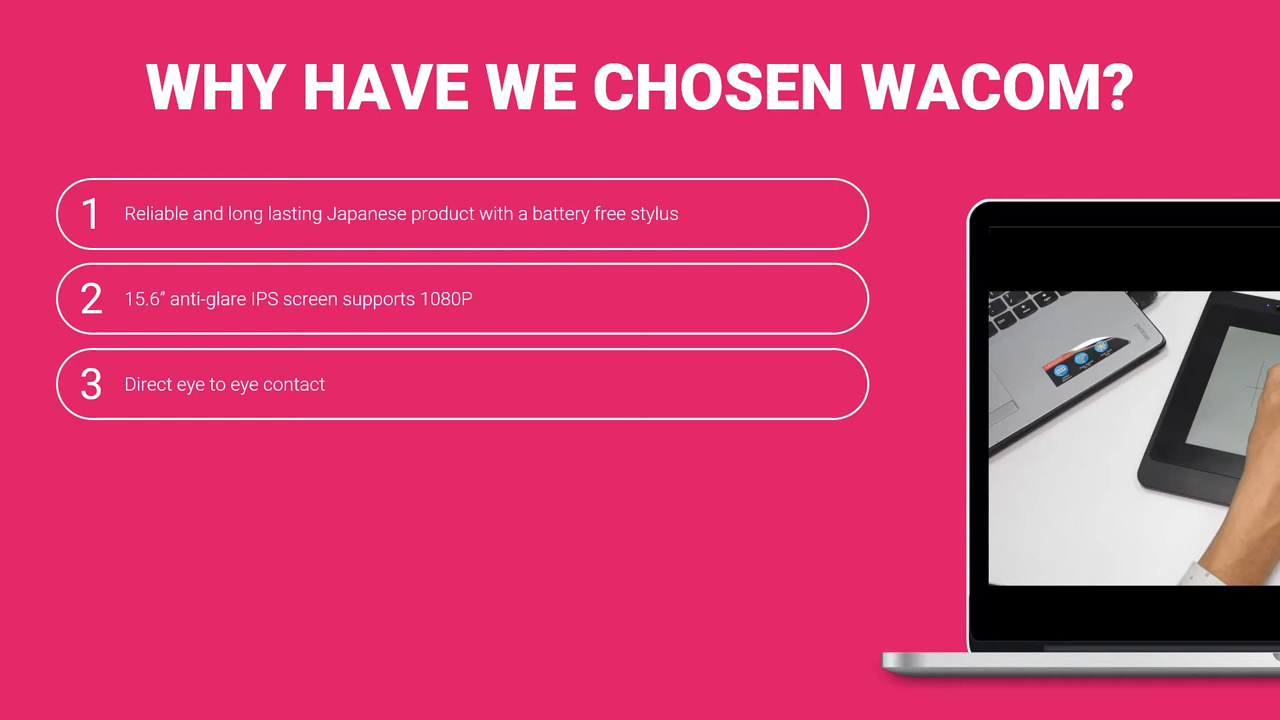 WHY HAVE WE CHOSEN WACOM?
1 Reliable and long lasting Japanese product with a battery free stylus
2 15.6” anti-glare IPS screen supports 1080P
3 Direct eye to eye contact